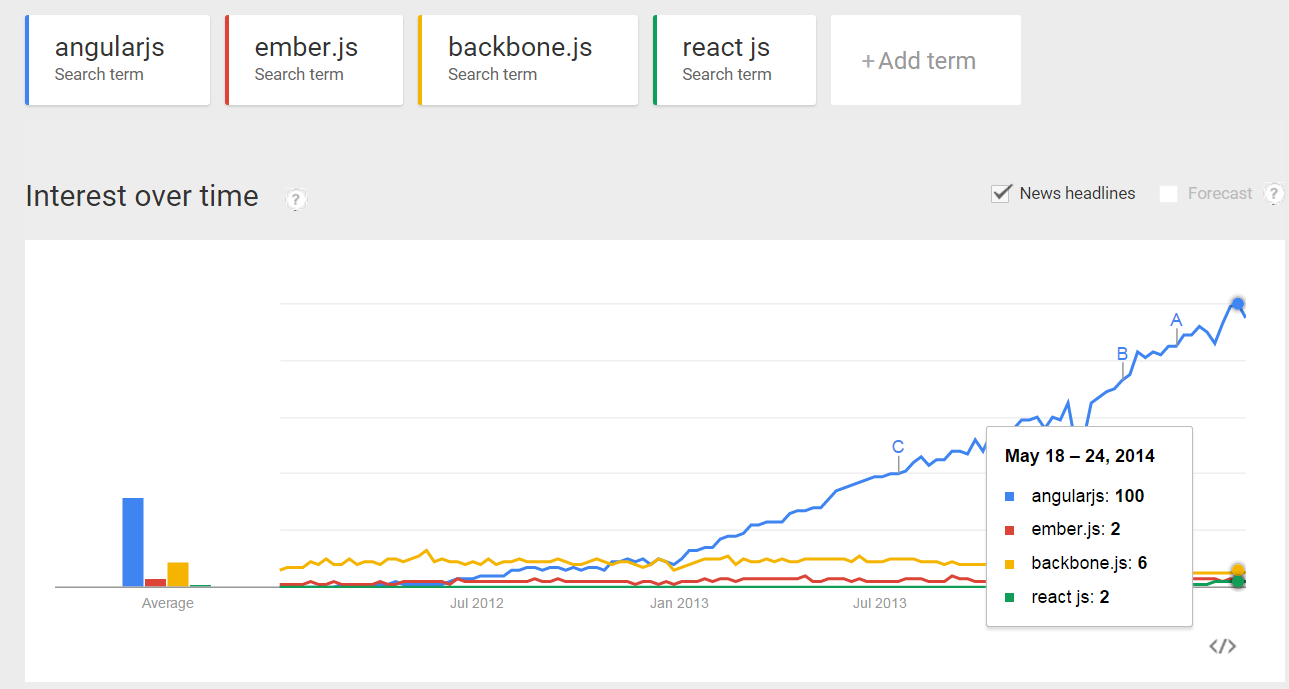 angularjs
Search term
ember.js
Search term
backbone.js
Search term
react js
Search term
+Add term
Interest over time ?
News headlines
Forecast ?
A
B
C
May 18 – 24, 2014
angularjs: 100
ember.js: 2
backbone.js: 6
react js: 2
Average
Jul 2012
Jan 2013
Jul 2013
</>